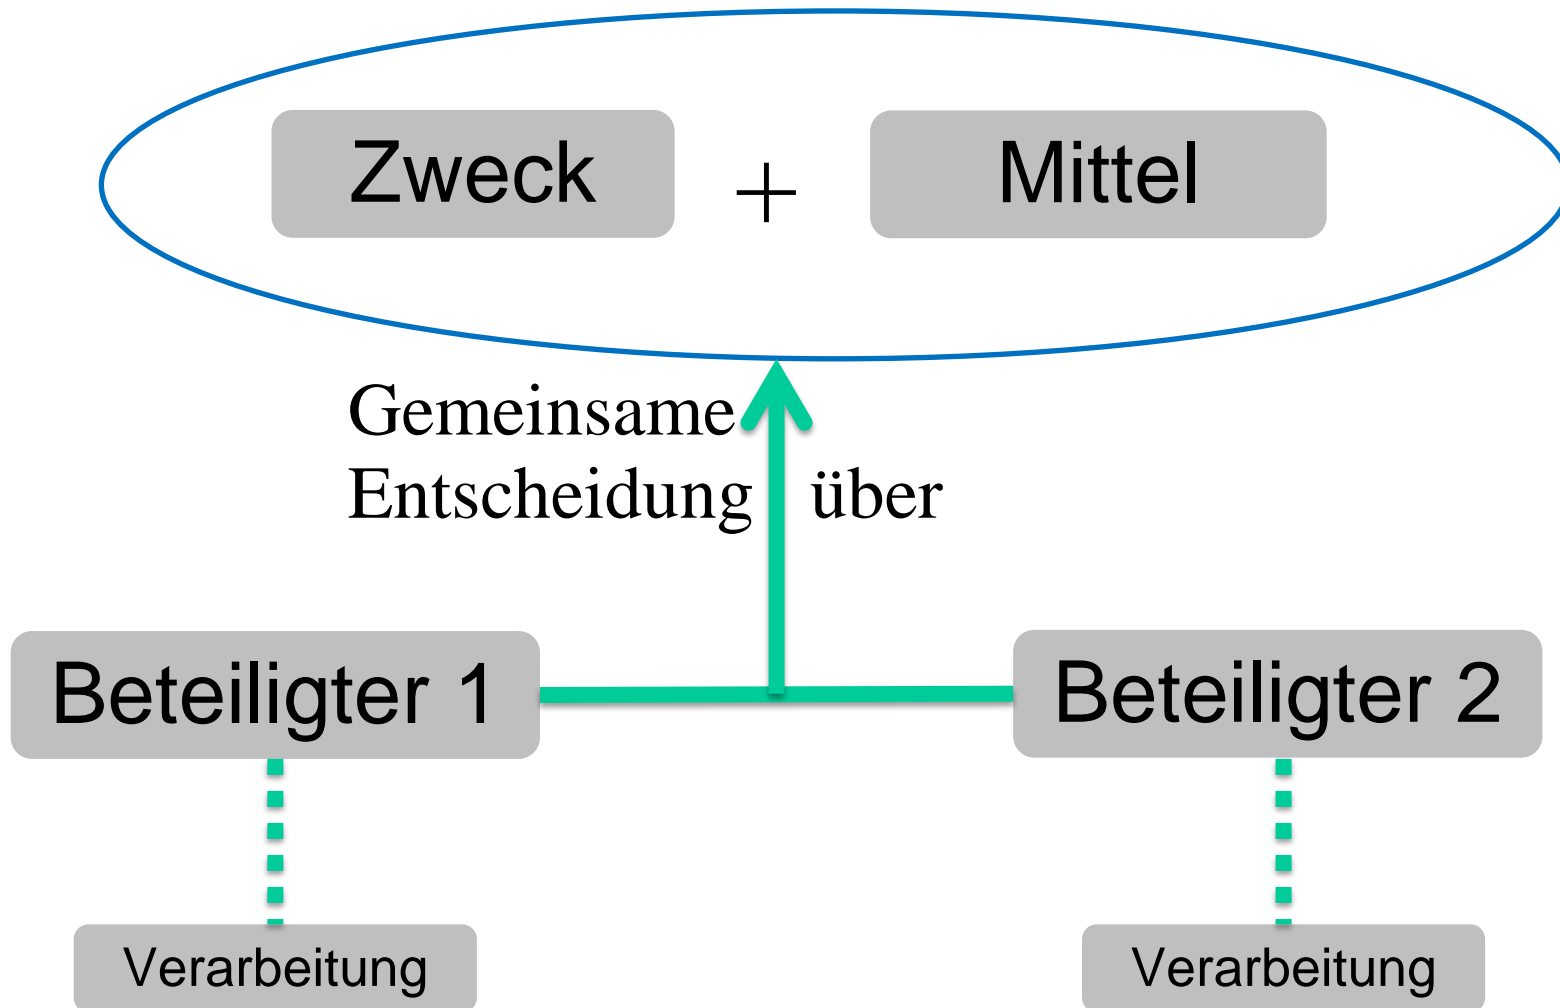 Zweck + Mittel
Gemeinsame
Entscheidung über
Beteiligter 1 Beteiligter 2
Verarbeitung Verarbeitung